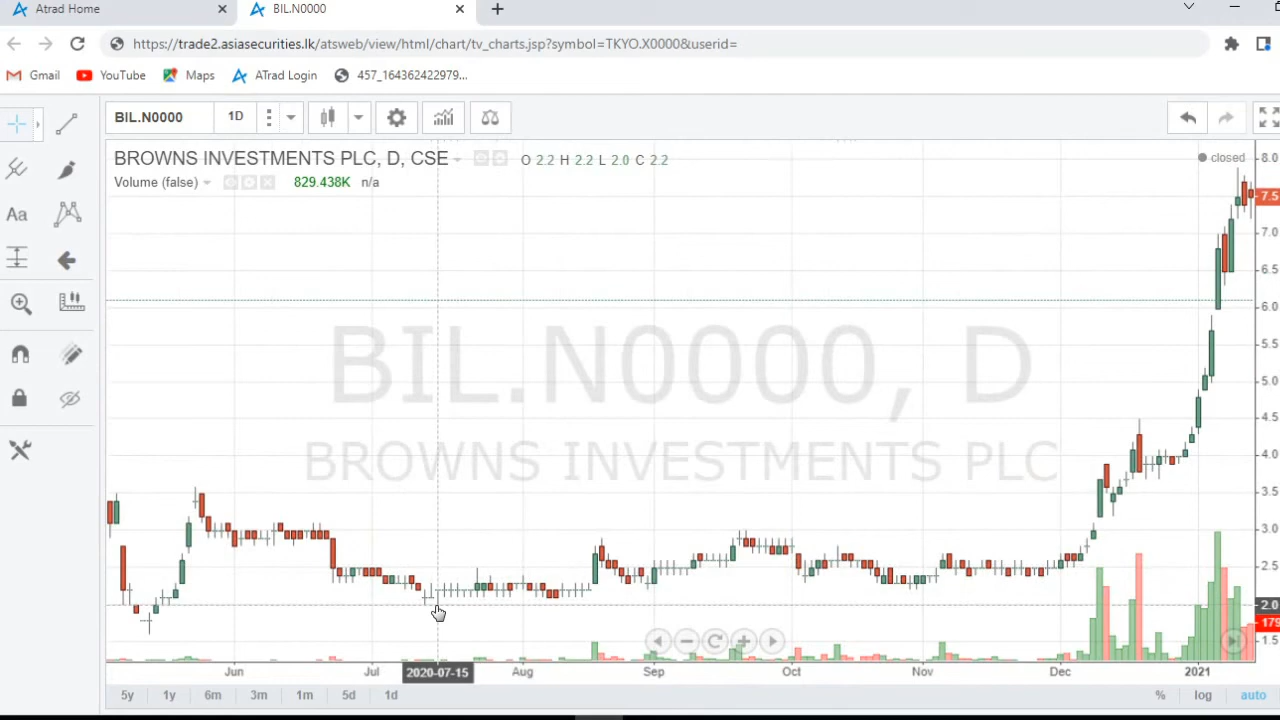 Atrad Home
BIL.N0000
https://trade2.asiasecurities.lk/atsweb/view/html/chart/tv_charts.jsp?symbol=TKYO.X0000&userid=
Gmail YouTube Maps ATrad Login 457_164362422979...
BIL.N0000 1D
BROWNS INVESTMENTS PLC, D, CSE O 2.2 H 2.2 L 2.0 C 2.2
closed
Volume (false) 829.438K n/a
Aa
BIL.N0000, D
BROWNS INVESTMENTS PLC
8.0
7.5
7.0
6.5
6.0
5.5
5.0
4.5
4.0
3.5
3.0
2.5
2.0
179
1.5
Jun Jul 2020-07-15 Aug Sep Oct Nov Dec 2021
5y 1y 6m 3m 1m 5d 1d % log auto